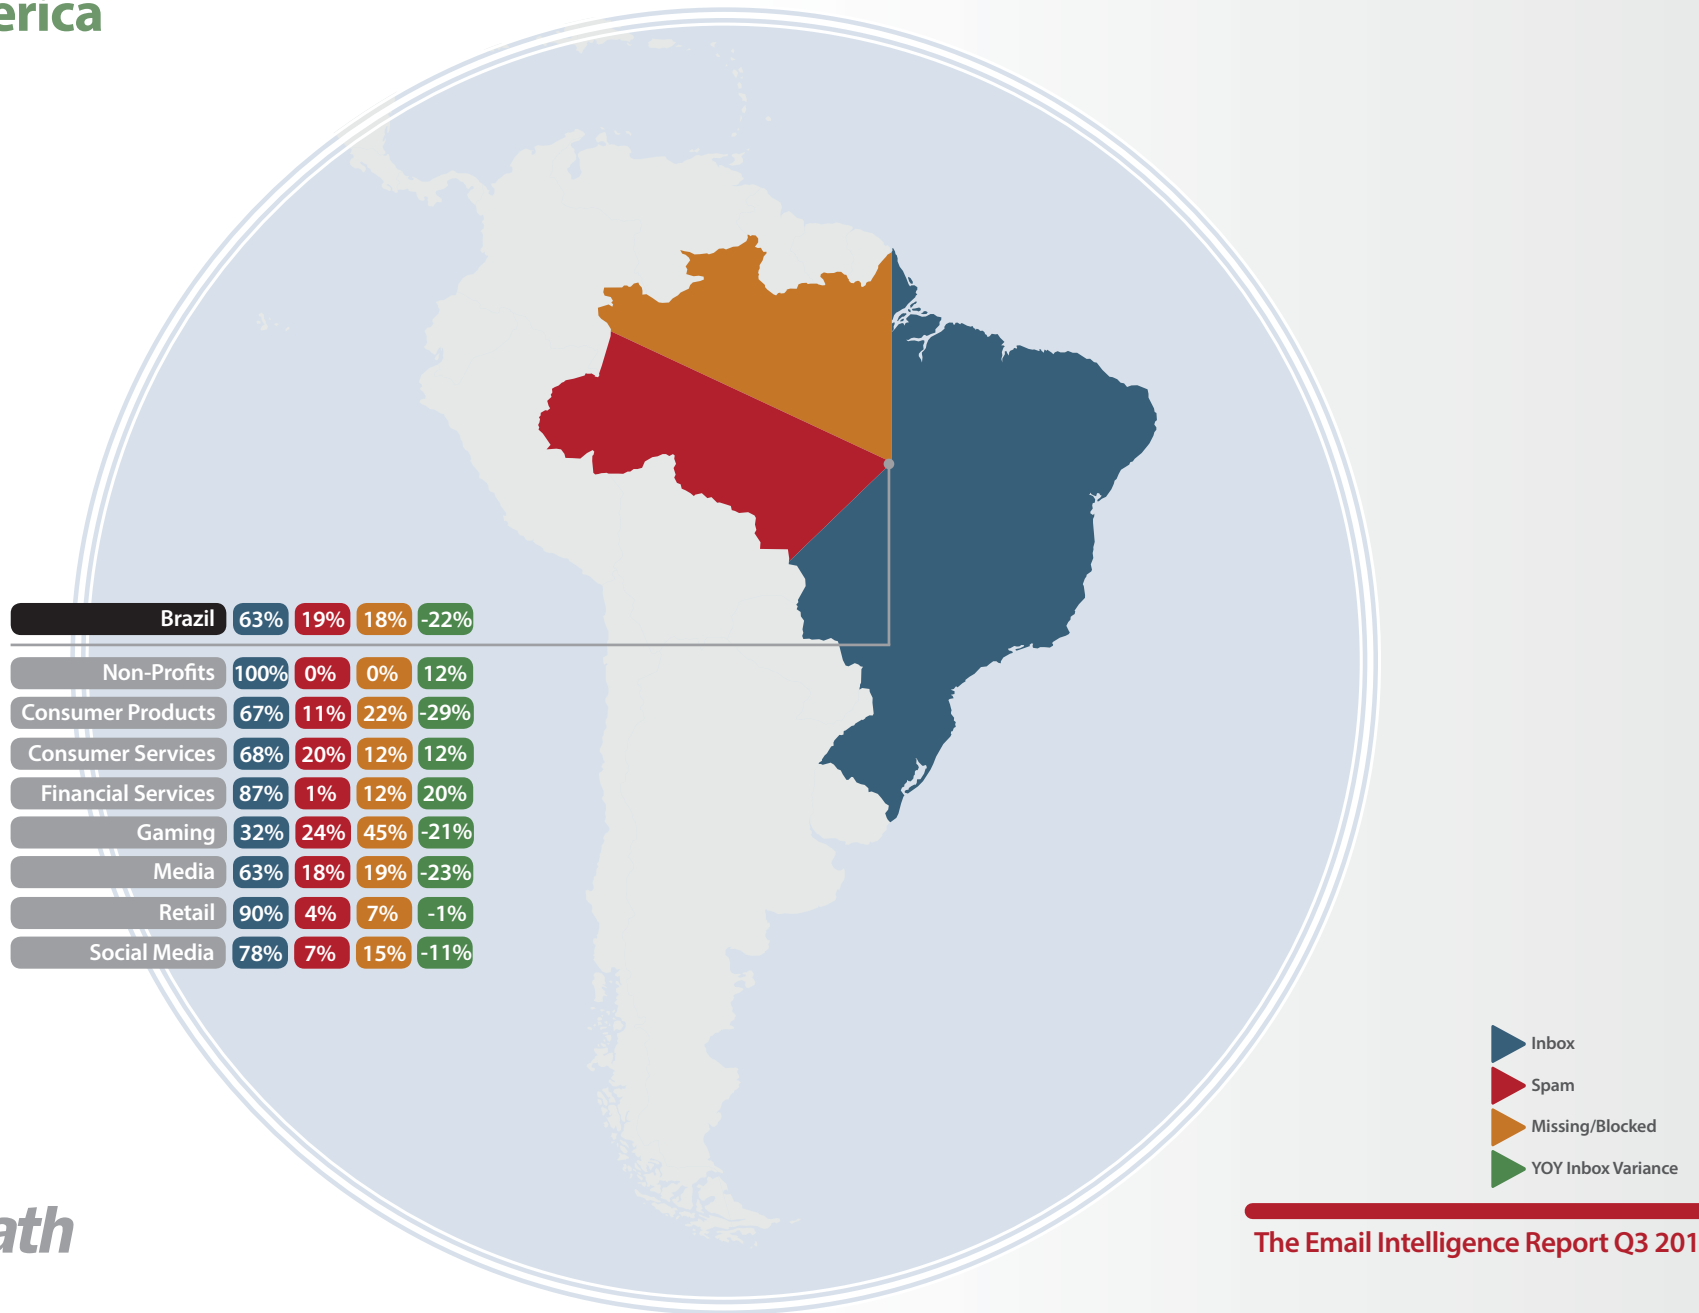 erica
Brazil 63% 19% 18% -22%
Non-Profits 100% 0% 0% 12%
Consumer Products 67% 11% 22% -29%
Consumer Services 68% 20% 12% 12%
Financial Services 87% 1% 12% 20%
Gaming 32% 24% 45% -21%
Media 63% 18% 19% -23%
Retail 90% 4% 7% -1%
Social Media 78% 7% 15% -11%
Inbox
Spam
Missing/Blocked
YOY Inbox Variance
ath
The Email Intelligence Report Q3 201